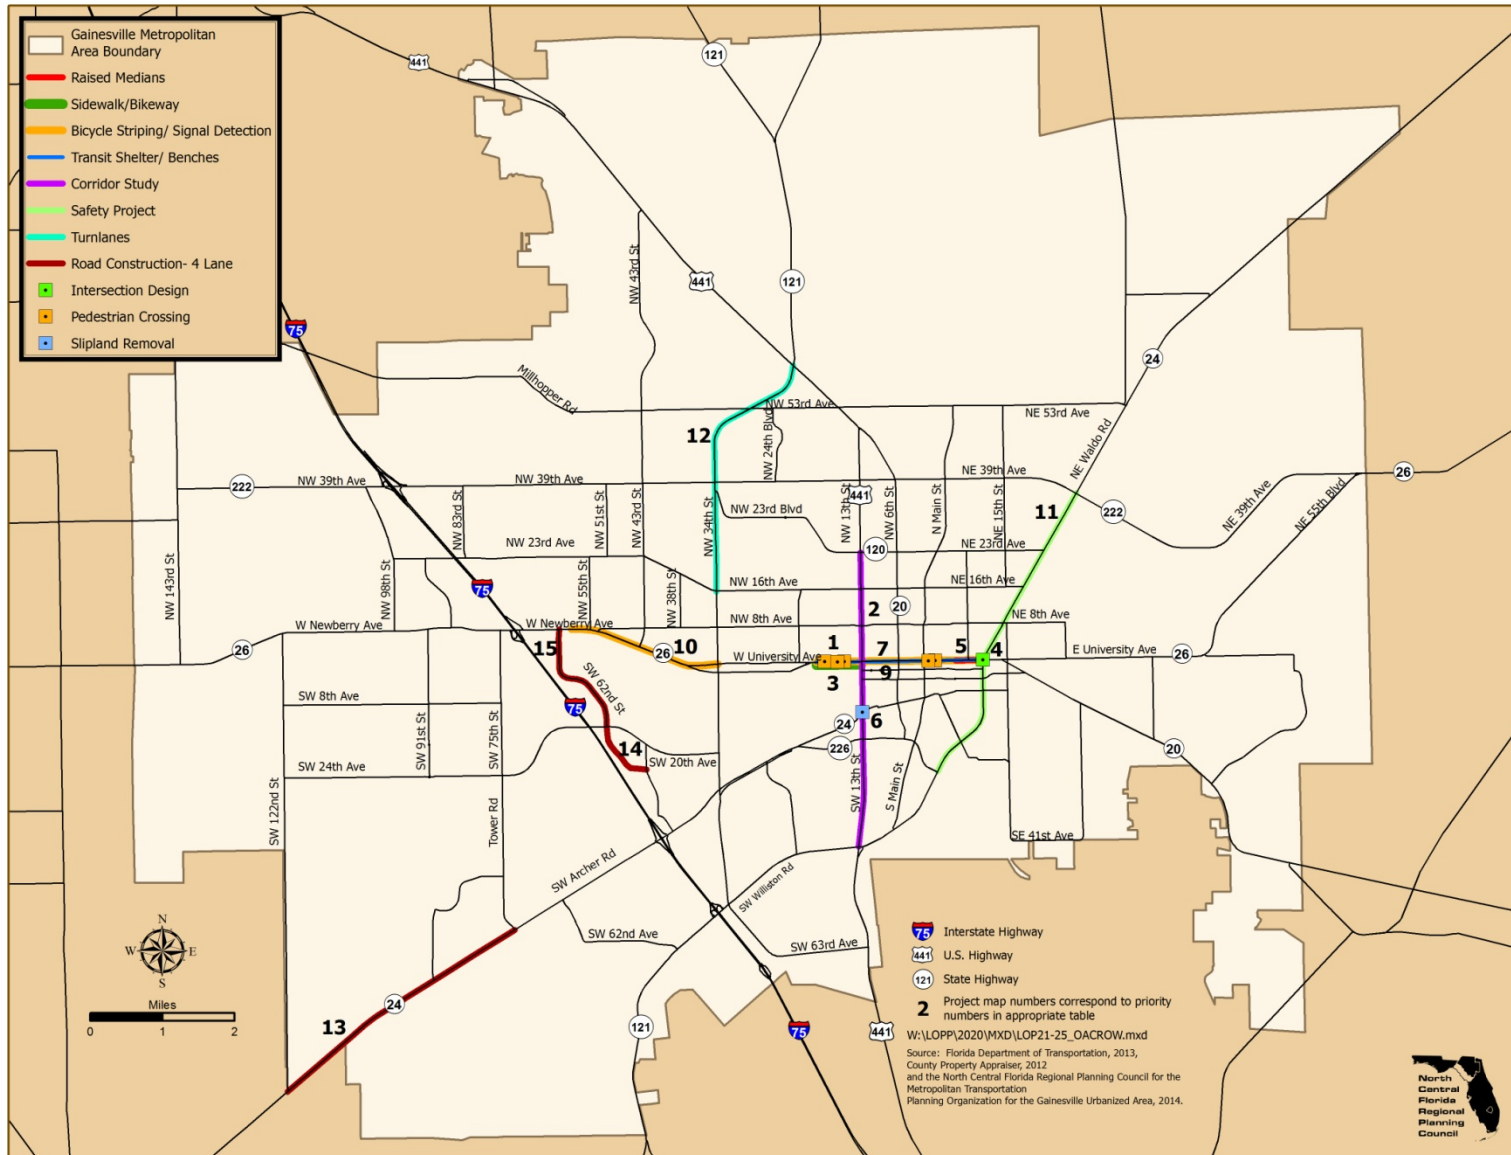 Gainesville Metropolitan
Area Boundary
Raised Medians
Sidewalk/Bikeway
Bicycle Striping/ Signal Detection
Transit Shelter/ Benches
Corridor Study
Safety Project
Turnlanes
Road Construction- 4 Lane
Intersection Design
Pedestrian Crossing
Slipland Removal
441
121
441
121
75
24
Millhopper Rd
NW 43rd St
NW 53rd Ave
NE 53rd Ave
12
NW 24th Blvd
NE Waldo Rd
222
NW 39th Ave
NW 39th Ave
NE 39th Ave
26
441
NW 83rd St
NW 51st St
NW 43rd St
NW 34th St
NW 23rd Blvd
NW 13th St
NW 6th St
N Main St
NE 15th St
11
222
NE 39th Ave
NE 55th Blvd
NW 23rd Ave
120
NE 23rd Ave
NW 143rd St
NW 98th St
75
NW 55th St
NW 38th St
NW 16th Ave
NE 16th Ave
2
20
W Newberry Ave
W Newberry Ave
NW 8th Ave
NE 8th Ave
26
15
10
26
W University Ave
1
7
5
4
E University Ave
26
3
9
SW 62nd St
SW 8th Ave
75
24
6
226
20
SW 91st St
SW 75th St
14
SW 20th Ave
SW 24th Ave
SW 122nd St
Tower Rd
SW 13th St
S Main St
SE 41st Ave
SW Archer Rd
SW Williston Rd
SW 62nd Ave
SW 63rd Ave
24
13
121
75
441
N
W
E
S
Miles
0
1
2
75
Interstate Highway
441
U.S. Highway
121
State Highway
2
Project map numbers correspond to priority
numbers in appropriate table
W:\LOPP\2020\MXD\LOP21-25_OACROW.mxd
Source: Florida Department of Transportation, 2013,
County Property Appraiser, 2012
and the North Central Florida Regional Planning Council for the
Metropolitan Transportation
Planning Organization for the Gainesville Urbanized Area, 2014.
North
Central
Florida
Regional
Planning
Council